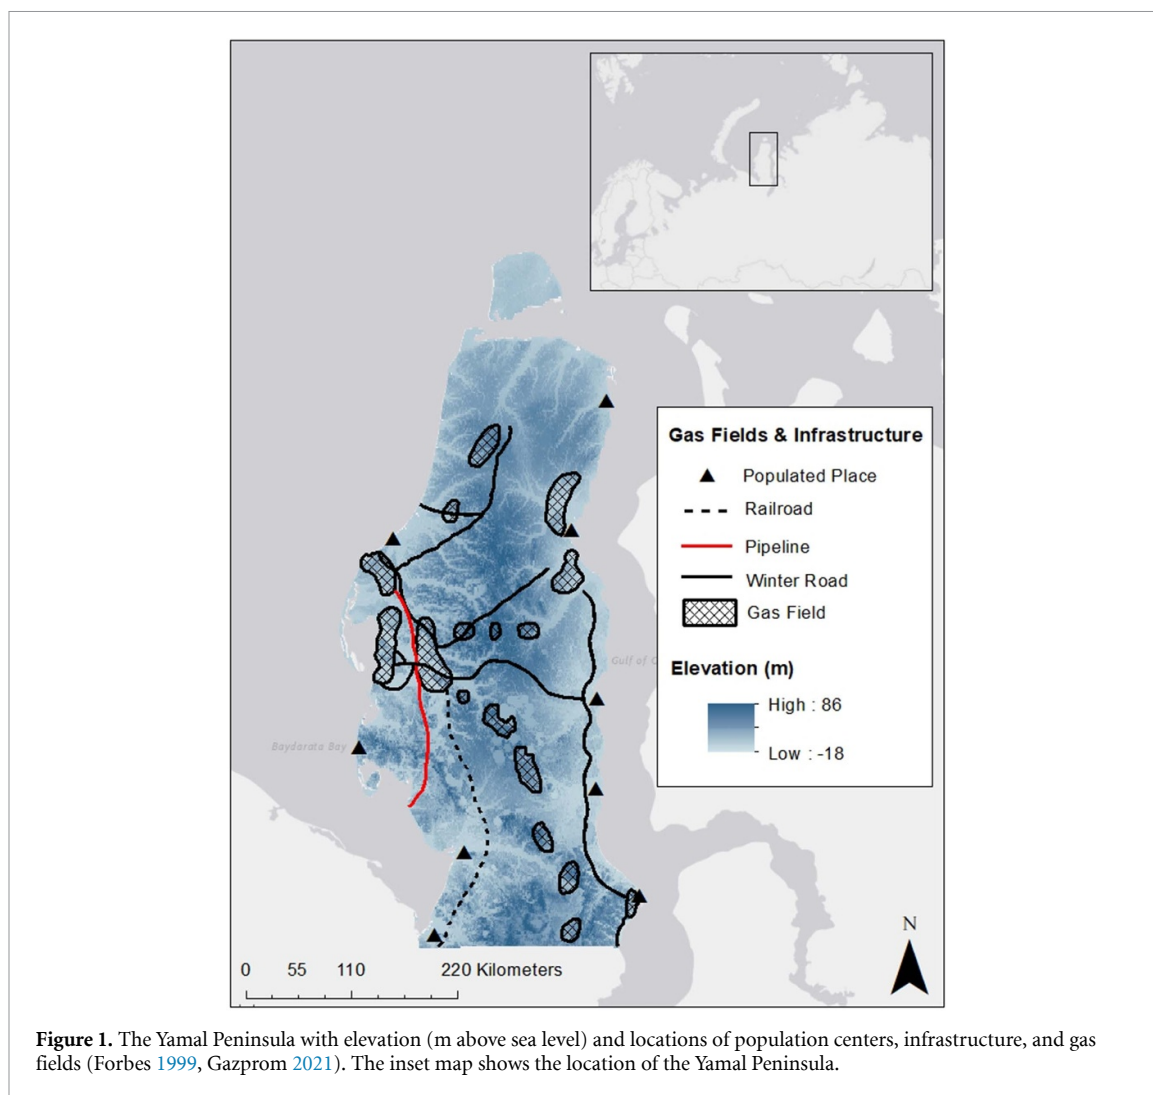 Gas Fields & Infrastructure
Populated Place
Railroad
Pipeline
Winter Road
Gas Field
Elevation (m)
High : 86
Low : -18
Gulf of
Baydarata Bay
N
0 55 110 220 Kilometers
Figure 1. The Yamal Peninsula with elevation (m above sea level) and locations of population centers, infrastructure, and gas
fields (Forbes 1999, Gazprom 2021). The inset map shows the location of the Yamal Peninsula.